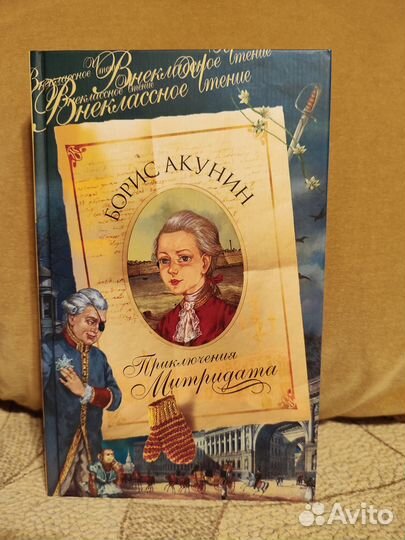 Внеклассное Чтение
Внеклассное Чтение
Внеклассное Чтение
БОРИС АКУНИН
Приключения
Митридата
Avito